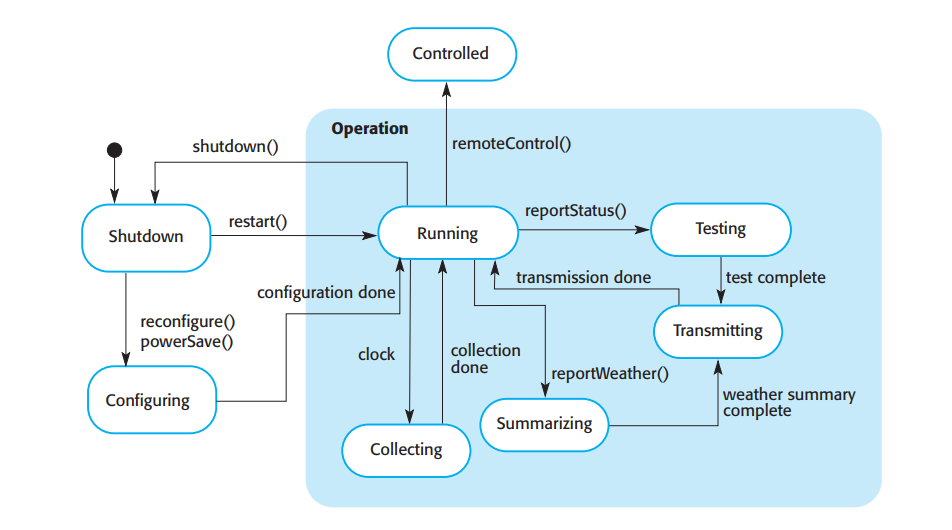 Controlled
Operation
shutdown()
remoteControl()
restart()
reportStatus()
Shutdown
Running
Testing
transmission done
test complete
configuration done
reconfigure()
powerSave()
Transmitting
clock
collection
done
reportWeather()
Configuring
weather summary
complete
Summarizing
Collecting